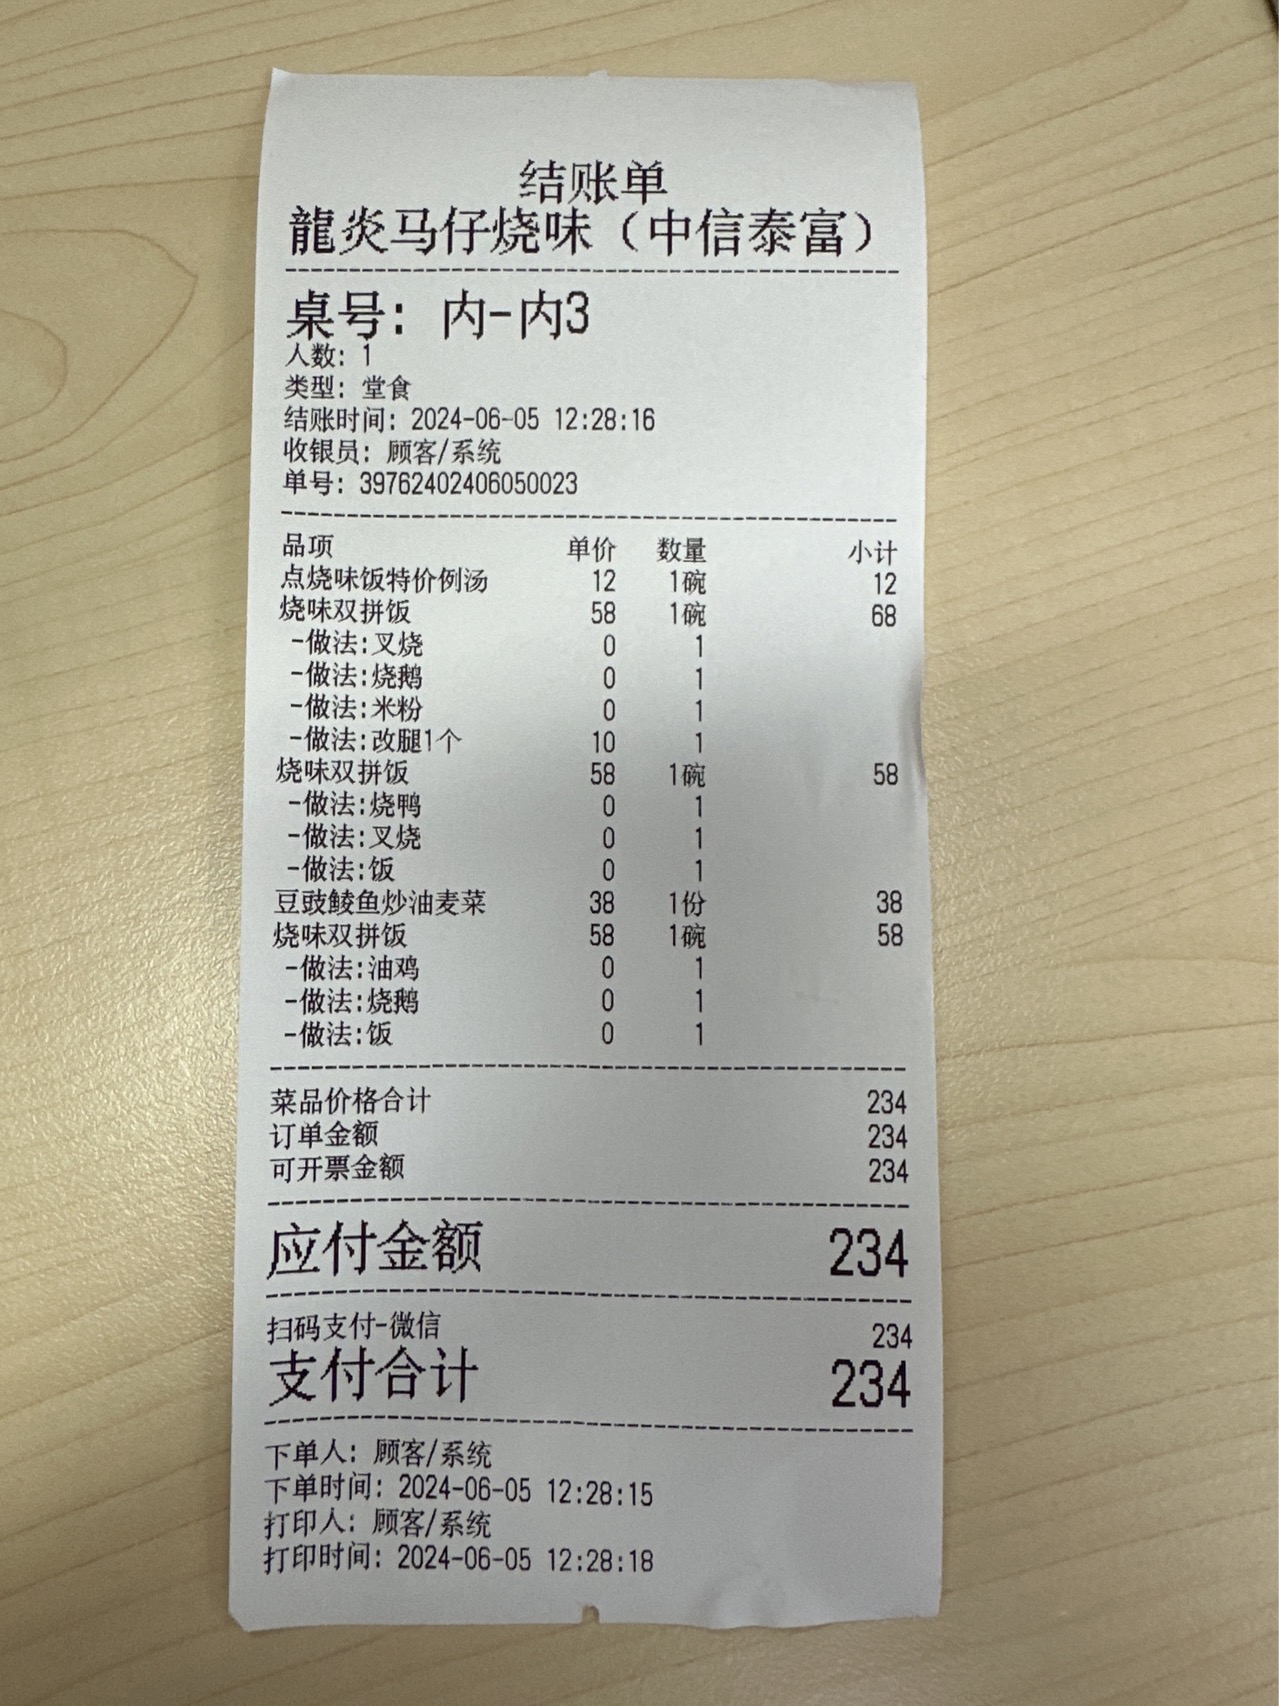 结账单
龍炎马仔烧味（中信泰富）
桌号: 内-内3
人数: 1
类型: 堂食
结账时间: 2024-06-05 12:28:16
收银员: 顾客/系统
单号: 39762402406050023
品项 单价 数量 小计
点烧味饭特价例汤 12 1碗 12
烧味双拼饭 58 1碗 68
-做法:叉烧 0 1
-做法:烧鹅 0 1
-做法:米粉 0 1
-做法:改腿1个 10 1
烧味双拼饭 58 1碗 58
-做法:烧鸭 0 1
-做法:叉烧 0 1
-做法:饭 0 1
豆豉鲮鱼炒油麦菜 38 1份 38
烧味双拼饭 58 1碗 58
-做法:油鸡 0 1
-做法:烧鹅 0 1
-做法:饭 0 1
菜品价格合计 234
订单金额 234
可开票金额 234
应付金额 234
扫码支付-微信 234
支付合计 234
下单人: 顾客/系统
下单时间: 2024-06-05 12:28:15
打印人: 顾客/系统
打印时间: 2024-06-05 12:28:18